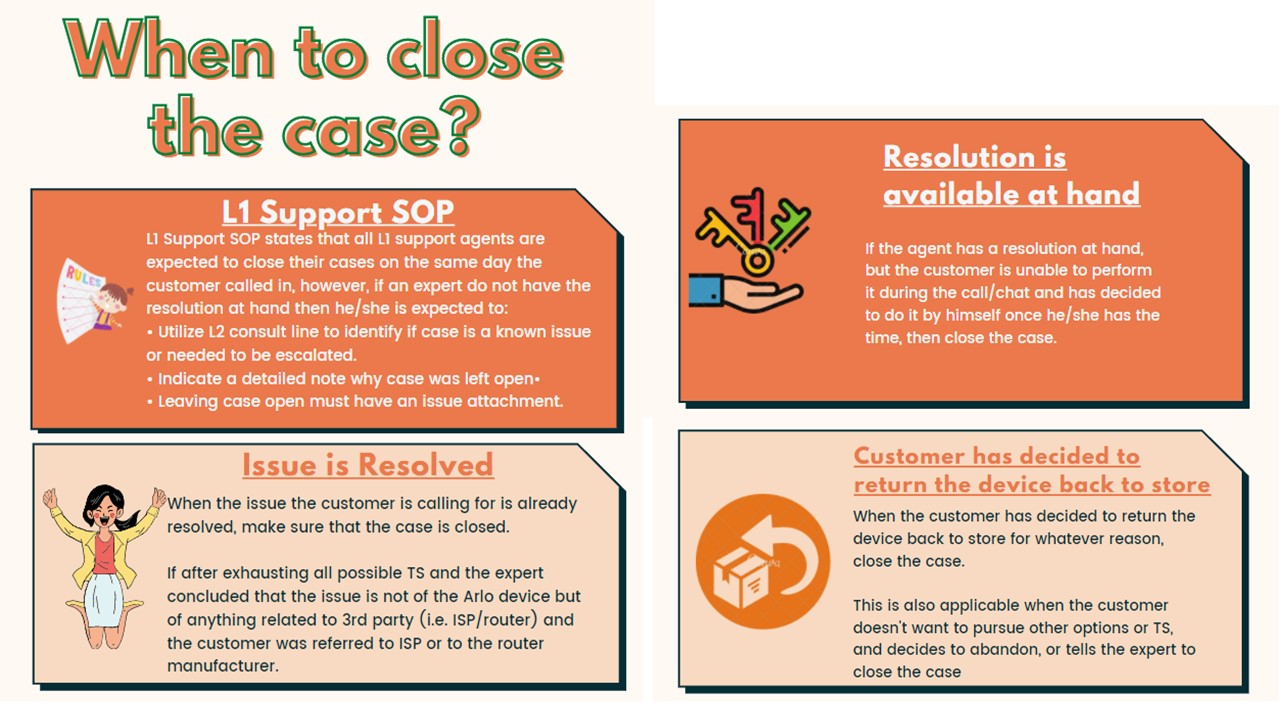 When to close
the case?
L1 Support SOP
L1 Support SOP states that all L1 support agents are
expected to close their cases on the same day the
customer called in, however, if an expert do not have the
resolution at hand then he/she is expected to:
• Utilize L2 consult line to identify if case is a known issue
or needed to be escalated.
• Indicate a detailed note why case was left open•
• Leaving case open must have an issue attachment.
RULES
Issue is Resolved
When the issue the customer is calling for is already
resolved, make sure that the case is closed.
If after exhausting all possible TS and the expert
concluded that the issue is not of the Arlo device but
of anything related to 3rd party (i.e. ISP/router) and
the customer was referred to ISP or to the router
manufacturer.
Resolution is
available at hand
If the agent has a resolution at hand,
but the customer is unable to perform
it during the call/chat and has decided
to do it by himself once he/she has the
time, then close the case.
Customer has decided to
return the device back to store
When the customer has decided to return the
device back to store for whatever reason,
close the case.
This is also applicable when the customer
doesn't want to pursue other options or TS,
and decides to abandon, or tells the expert to
close the case